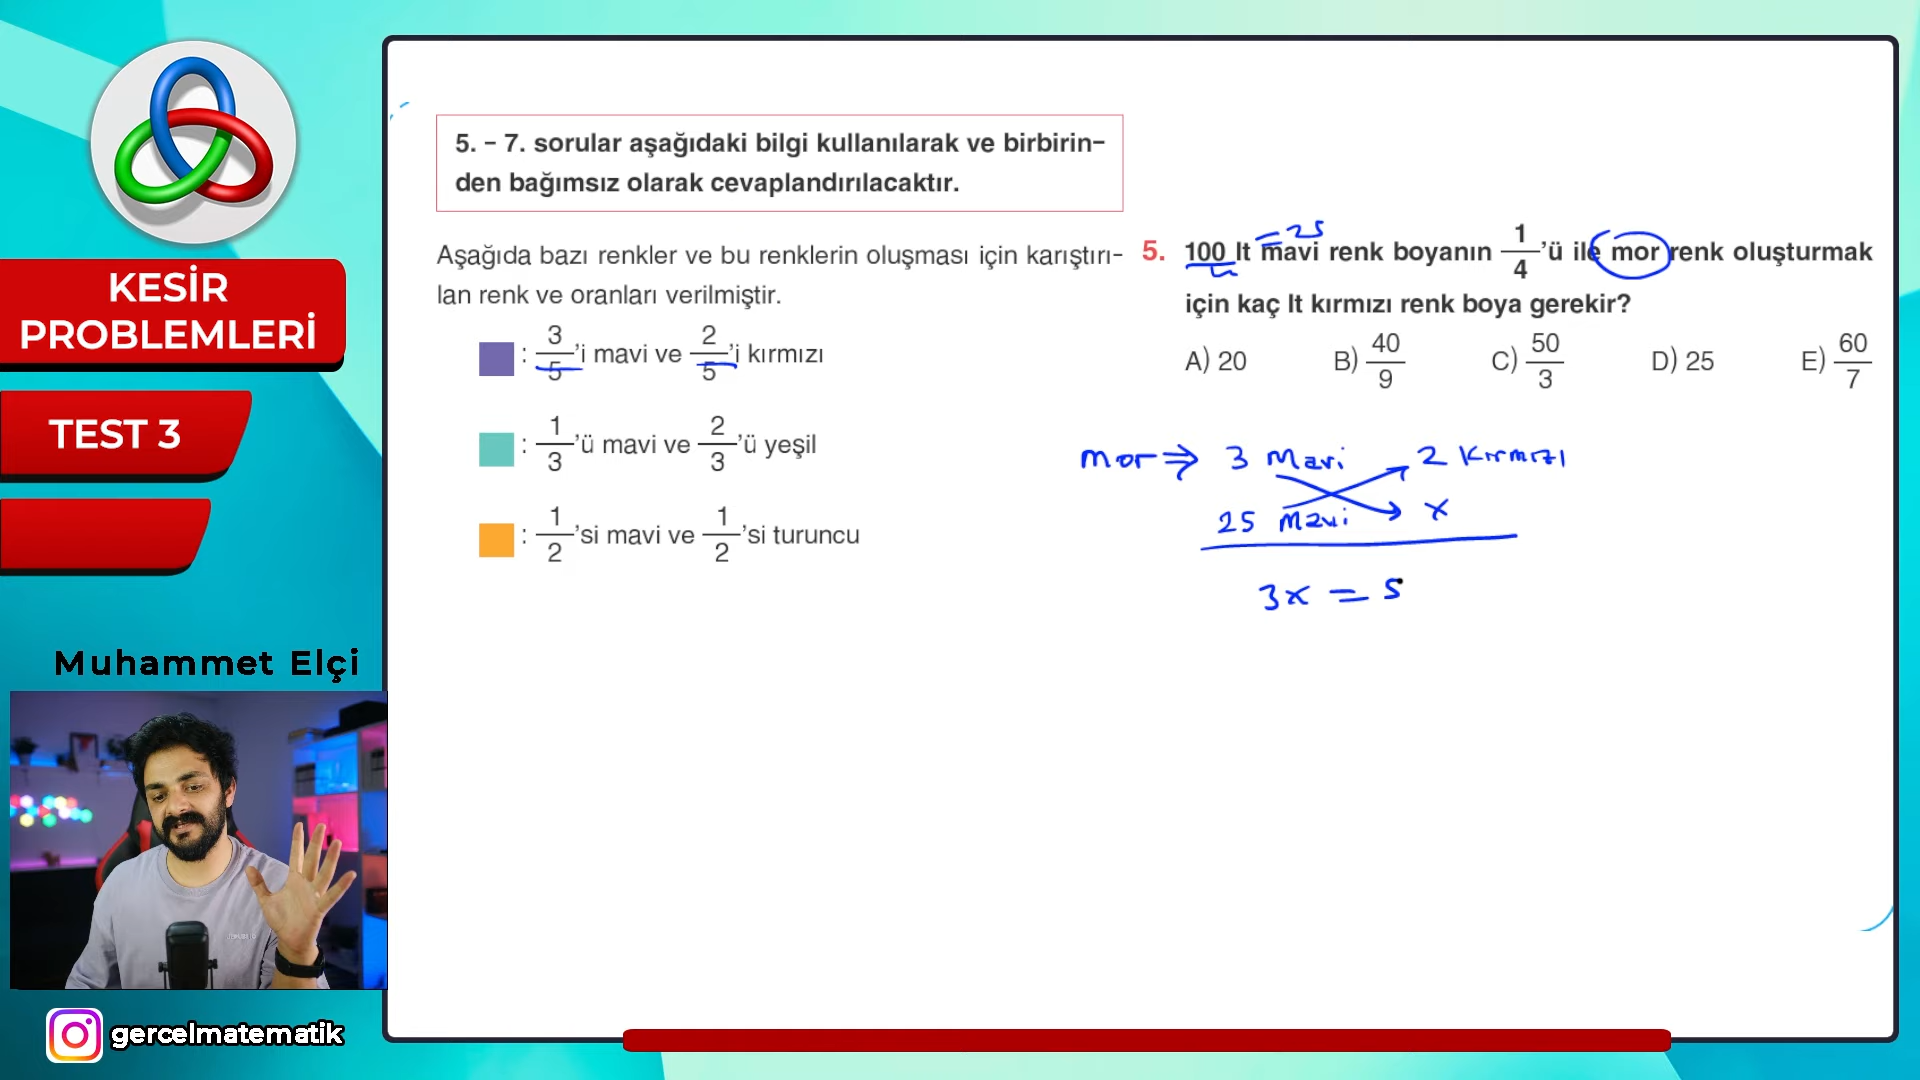 KESİR
PROBLEMLERİ
TEST 3
Muhammet Elçi
gercelmatematik
5. – 7. sorular aşağıdaki bilgi kullanılarak ve birbirin-
den bağımsız olarak cevaplandırılacaktır.
Aşağıda bazı renkler ve bu renklerin oluşması için karıştırı-
lan renk ve oranları verilmiştir.
: 3/5 'i mavi ve 2/5 'i kırmızı
: 1/3 'ü mavi ve 2/3 'ü yeşil
: 1/2 'si mavi ve 1/2 'si turuncu
= 25
5. 100 lt mavi renk boyanın 1/4 'ü ile mor renk oluşturmak
için kaç lt kırmızı renk boya gerekir?
A) 20 B) 40/9 C) 50/3 D) 25 E) 60/7
mor ⇒ 3 Mavi 2 Kırmızı
25 Mavi x
3x = 5